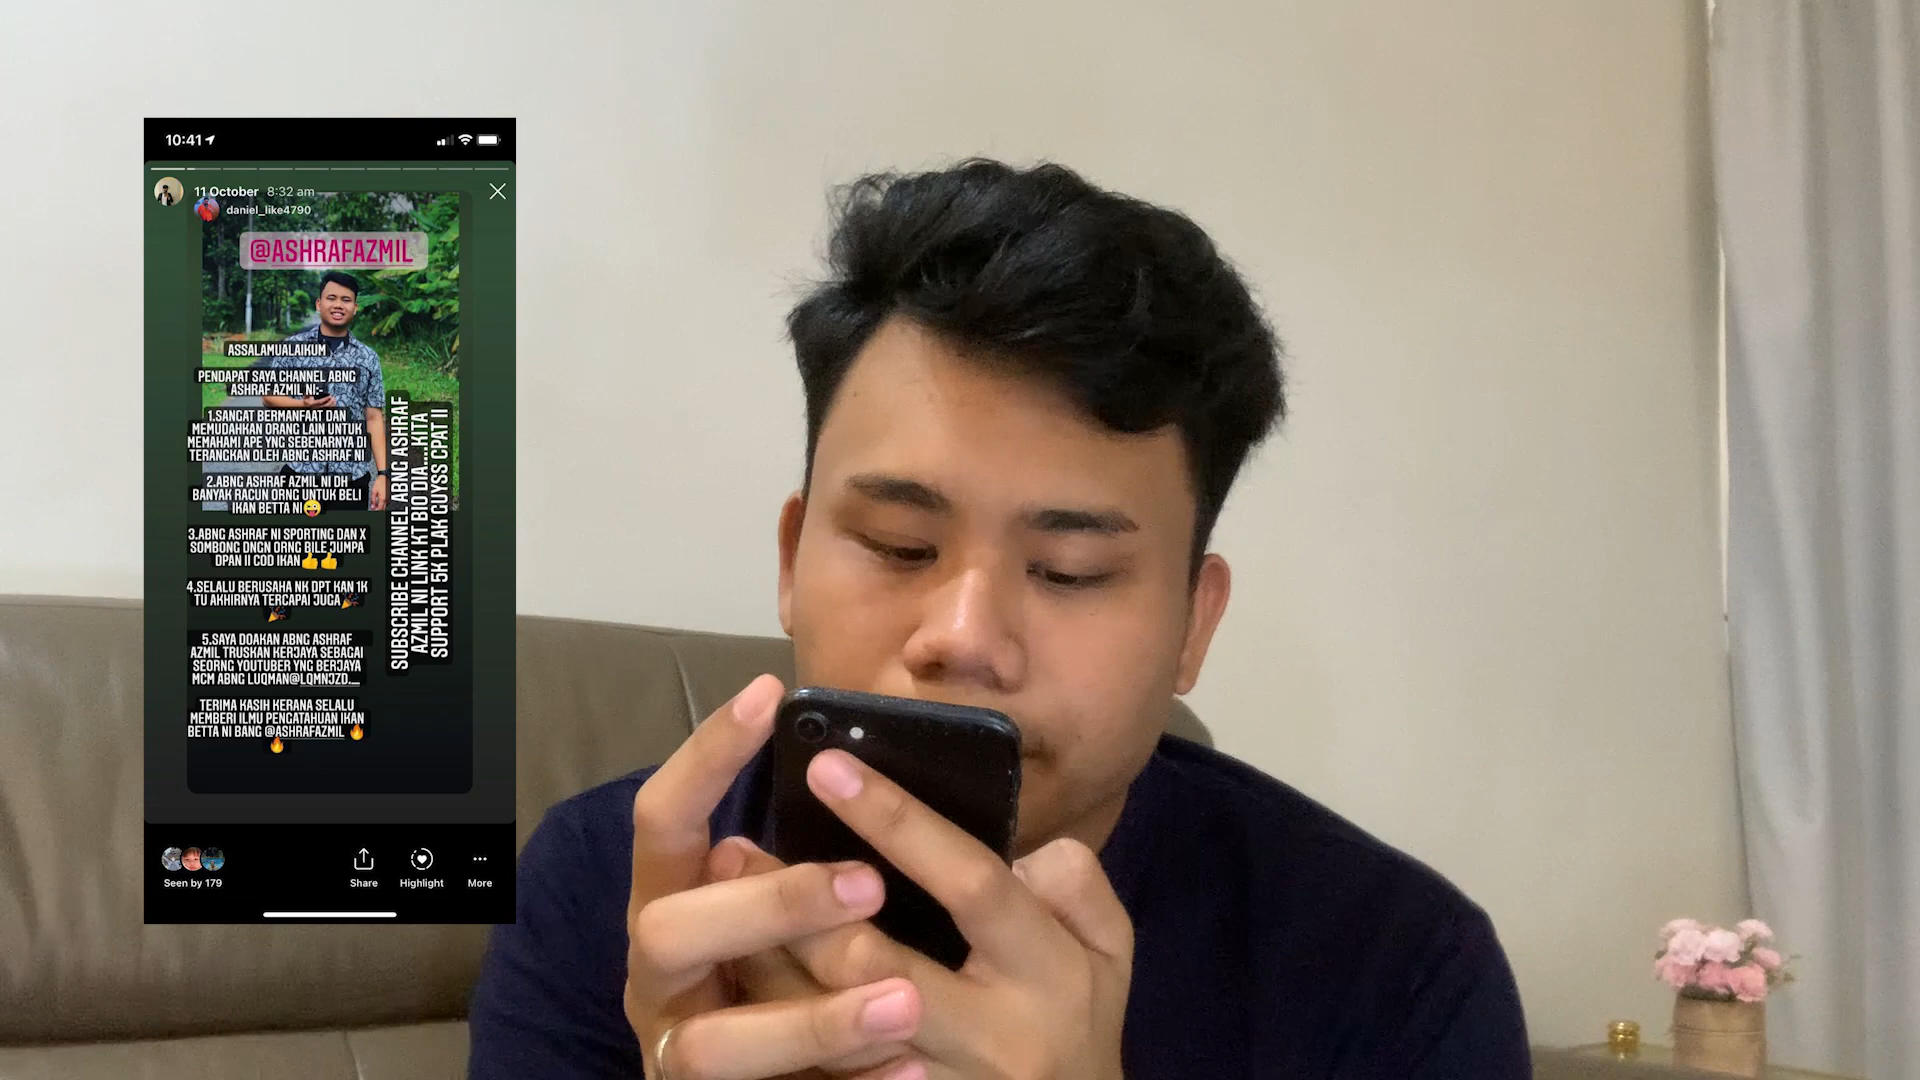 10:41
11 October 8:32 am
daniel_like4790
@ASHRAFAZMIL
ASSALAMUALAIKUM
PENDAPAT SAYA CHANNEL ABNG
ASHRAF AZMIL NI:-
1.SANGAT BERMANFAAT DAN
MEMUDAHKAN ORANG LAIN UNTUK
MEMAHAMI APE YNG SEBENARNYA DI
TERANGKAN OLEH ABNG ASHRAF NI
2.ABNG ASHRAF AZMIL NI DH
BANYAK RACUN ORNG UNTUK BELI
IKAN BETTA NI😜
3.ABNG ASHRAF NI SPORTING DAN X
SOMBONG DNGN ORNG BILE JUMPA
DPAN II COD IKAN👍👍
4.SELALU BERUSAHA NK DPT KAN 1K
TU AKHIRNYA TERCAPAI JUGA🎉
🎉
5.SAYA DOAKAN ABNG ASHRAF
AZMIL TRUSKAN KERJAYA SEBAGAI
SEORNG YOUTUBER YNG BERJAYA
MCM ABNG LUQMAN@LQMNJZD.__
TERIMA KASIH KERANA SELALU
MEMBERI ILMU PENGATAHUAN IKAN
BETTA NI BANG @ASHRAFAZMIL 🔥
🔥
SUBSCRIBE CHANNEL ABNG ASHRAF
AZMIL NI LINK KT BIO DIA....KITA
SUPPORT 5K PLAK GUYSS CPAT II
Seen by 179
Share
Highlight
More